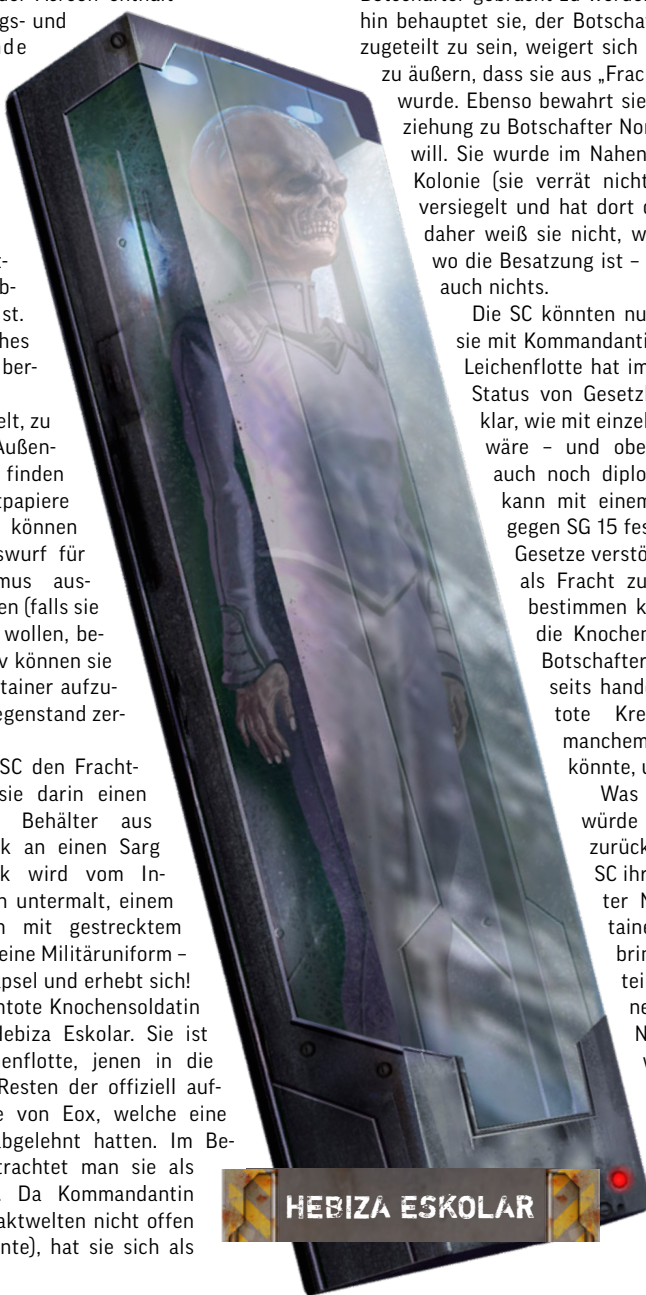 gs- und
nde
st.
hes
ber-
elt, zu
Außen-
finden
tpapiere
können
swurf für
mus aus-
en (falls sie
wollen, be-
v können sie
tainer aufzu-
egenstand zer-
SC den Fracht-
sie darin einen
Behälter aus
k an einen Sarg
k wird vom In-
n untermalt, einem
n mit gestrecktem
eine Militäruniform –
psel und erhebt sich!
ntote Knochensoldatin
Hebiza Eskolar. Sie ist
enflotte, jenen in die
Resten der offiziell auf-
e von Eox, welche eine
abgelehnt hatten. Im Be-
trachtet man sie als
. Da Kommandantin
aktwelten nicht offen
nte), hat sie sich als
hin behauptet sie, der Botschaf
zugeteilt zu sein, weigert sich
zu äußern, dass sie aus „Frac
wurde. Ebenso bewahrt sie
ziehung zu Botschafter Nor
will. Sie wurde im Nahen
Kolonie (sie verrät nicht
versiegelt und hat dort d
daher weiß sie nicht, w
wo die Besatzung ist –
auch nichts.
Die SC könnten nu
sie mit Kommandanti
Leichenflotte hat im
Status von Gesetzl
klar, wie mit einzel
wäre – und obe
auch noch diplo
kann mit einem
gegen SG 15 fes
Gesetze verstö
als Fracht zu
bestimmen k
die Knochen
Botschafter
seits hande
tote Kre
manchem
könnte, u
Was
würde
zurück
SC ihr
ter N
taine
brin
tei
ne
N
HEBIZA ESKOLAR